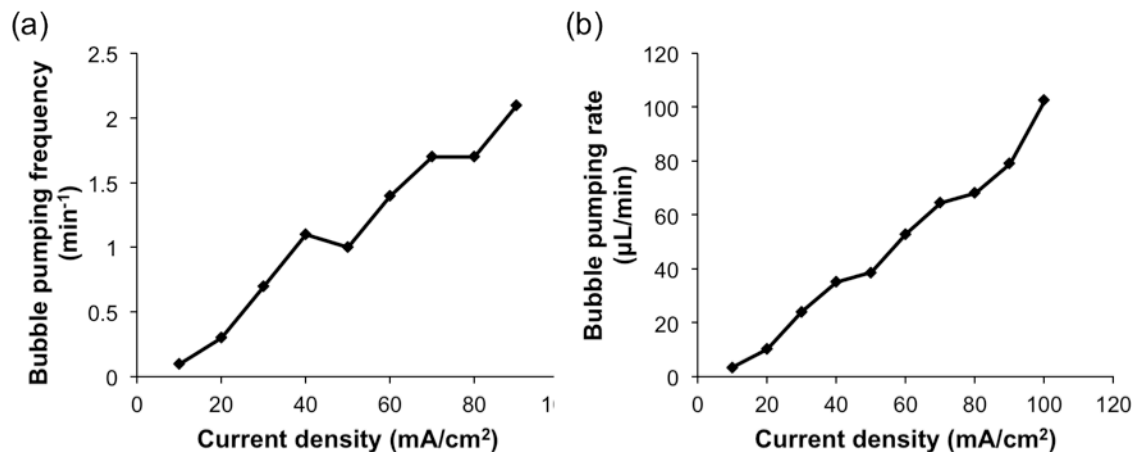 (a)
Bubble pumping frequency
(min⁻¹)
2.5
2
1.5
1
0.5
0
0 20 40 60 80
Current density (mA/cm²)
(b)
Bubble pumping rate
(µL/min)
120
100
80
60
40
20
0
0 20 40 60 80 100 120
Current density (mA/cm²)